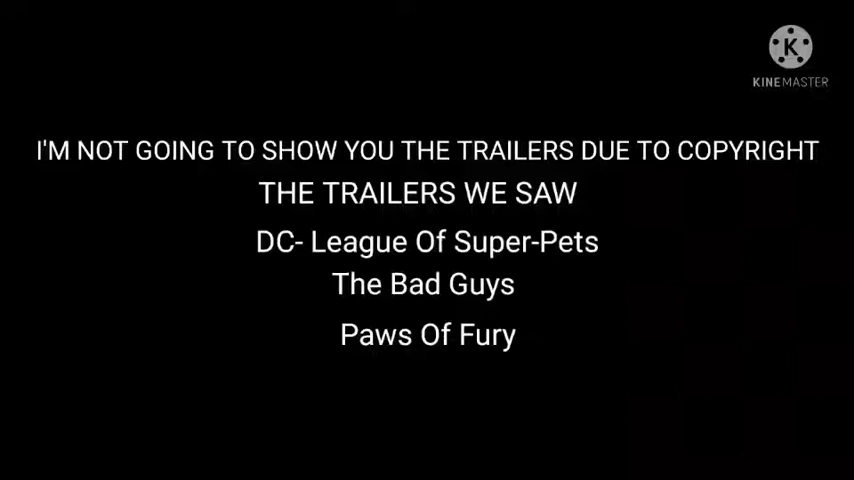 K
KINEMASTER
I'M NOT GOING TO SHOW YOU THE TRAILERS DUE TO COPYRIGHT
THE TRAILERS WE SAW
DC- League Of Super-Pets
The Bad Guys
Paws Of Fury